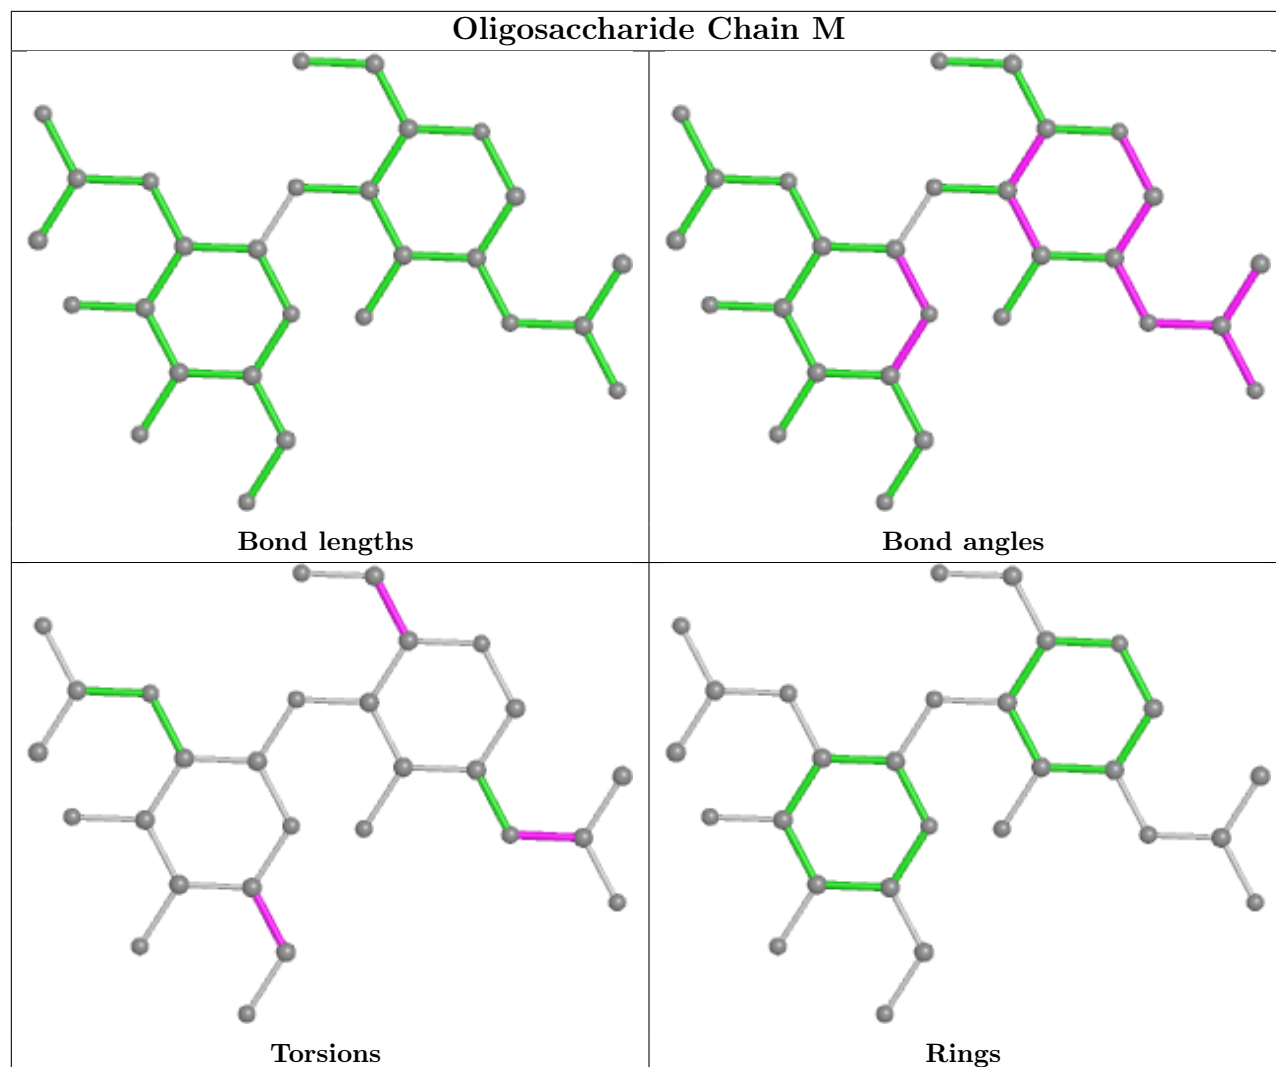 Oligosaccharide Chain M
Bond lengths
Bond angles
Torsions
Rings